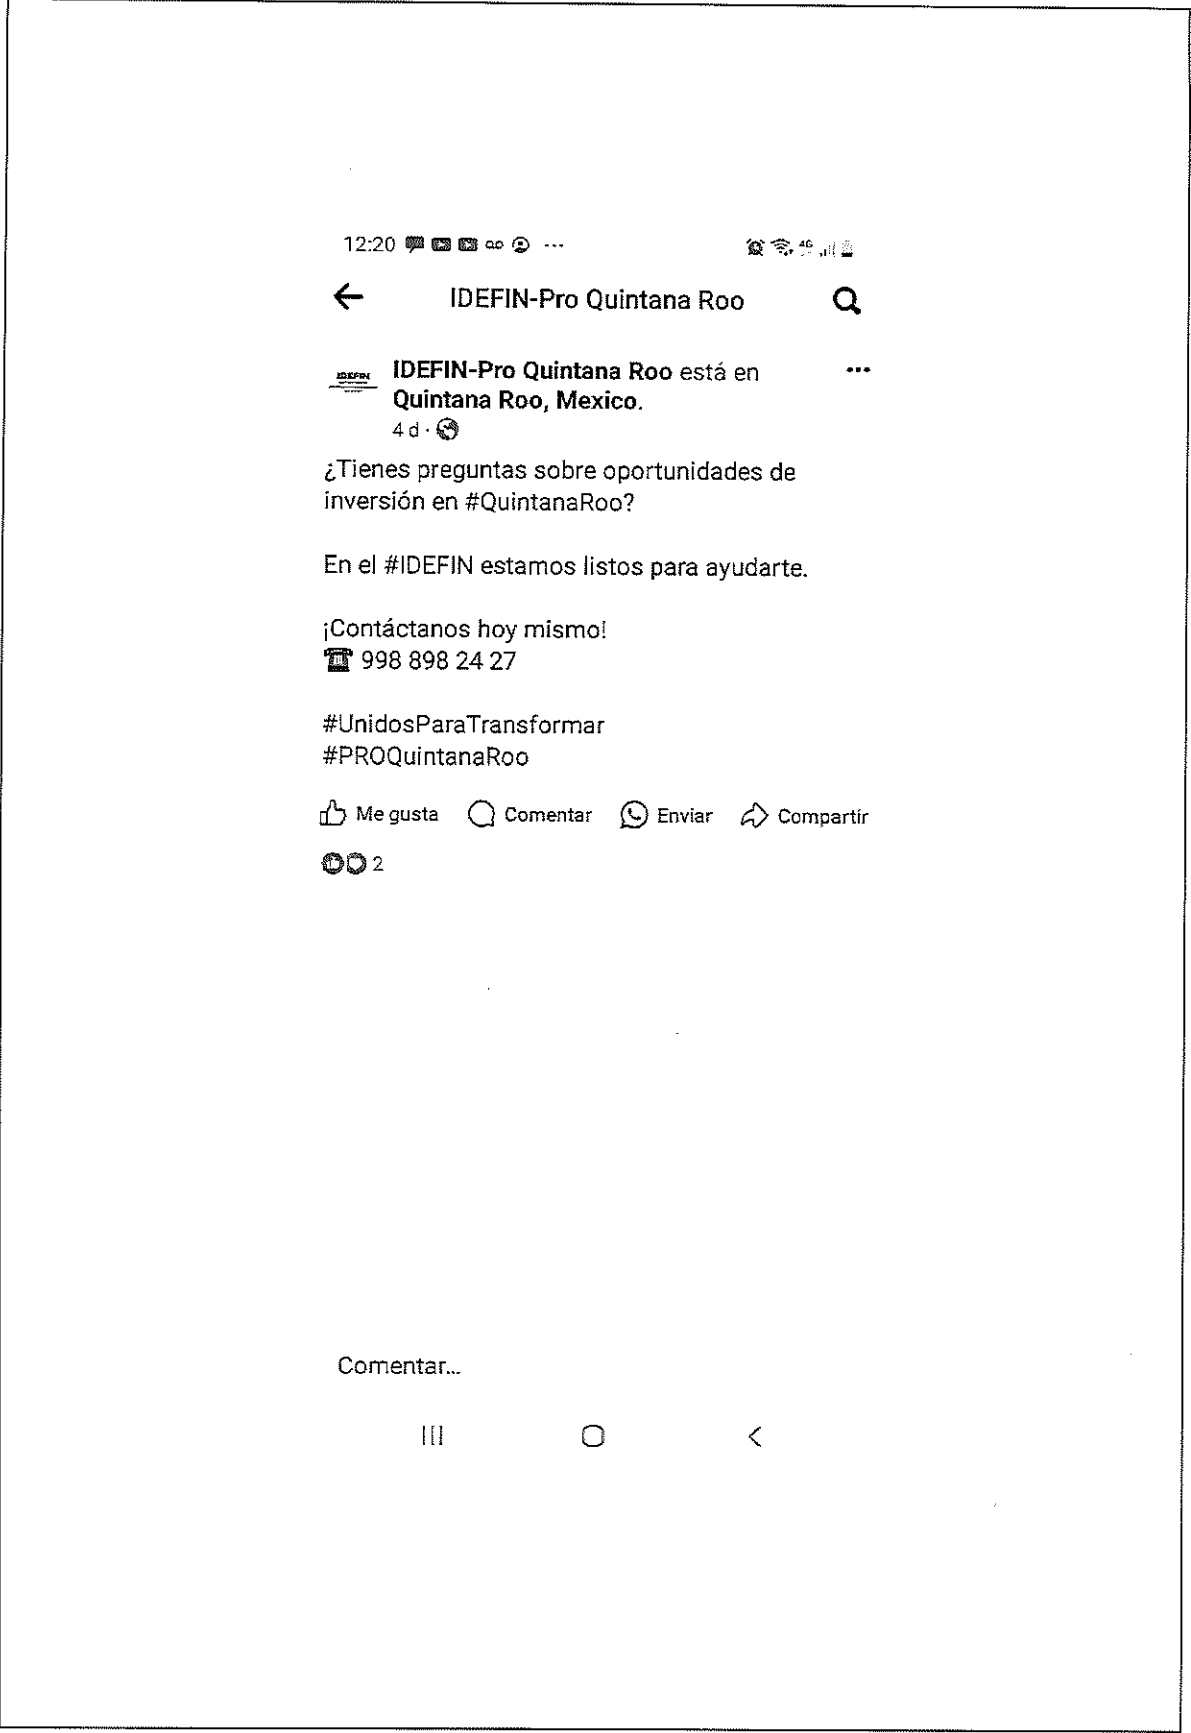 12:20
4G
IDEFIN-Pro Quintana Roo
IDEFIN
IDEFIN-Pro Quintana Roo está en
Quintana Roo, Mexico.
4 d ·
¿Tienes preguntas sobre oportunidades de
inversión en #QuintanaRoo?
En el #IDEFIN estamos listos para ayudarte.
¡Contáctanos hoy mismo!
☎ 998 898 24 27
#UnidosParaTransformar
#PROQuintanaRoo
Me gusta Comentar Enviar Compartir
2
Comentar...